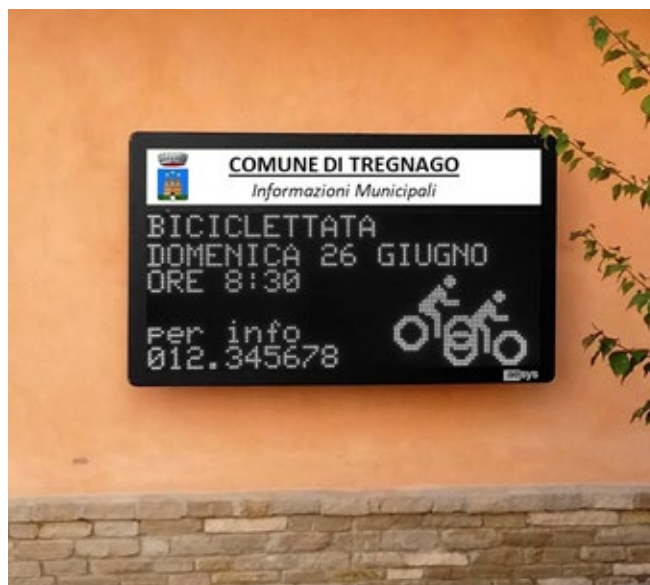 COMUNE DI TREGNAGO
Informazioni Municipali
BICICLETTATA
DOMENICA 26 GIUGNO
ORE 8:30
per info
012.345678